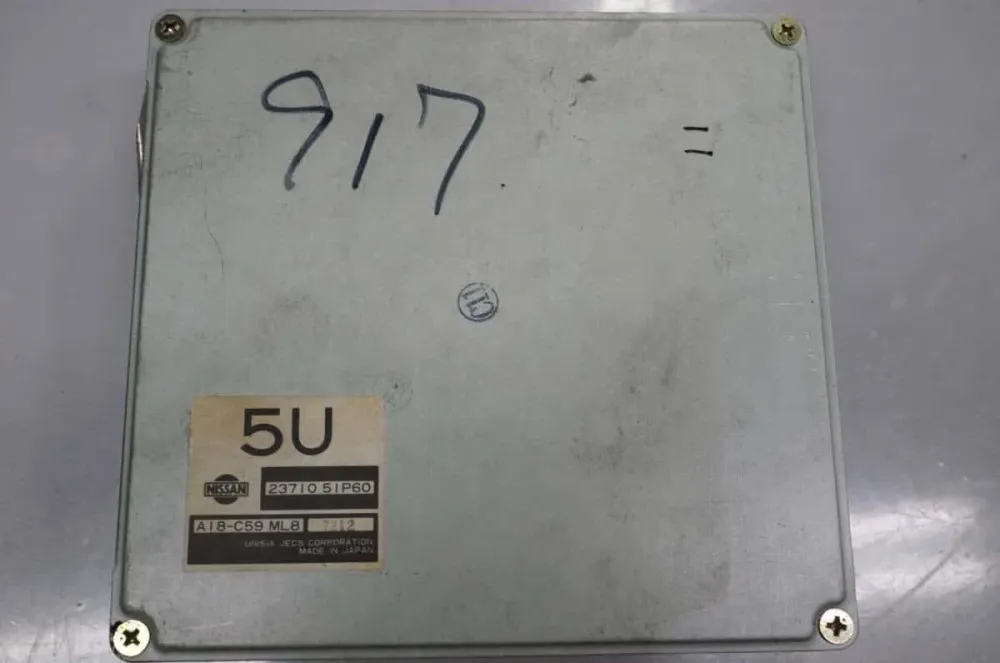 917
=
5U
NISSAN
23710 51P60
A18-C59 ML8
UNISIA JECS CORPORATION
MADE IN JAPAN